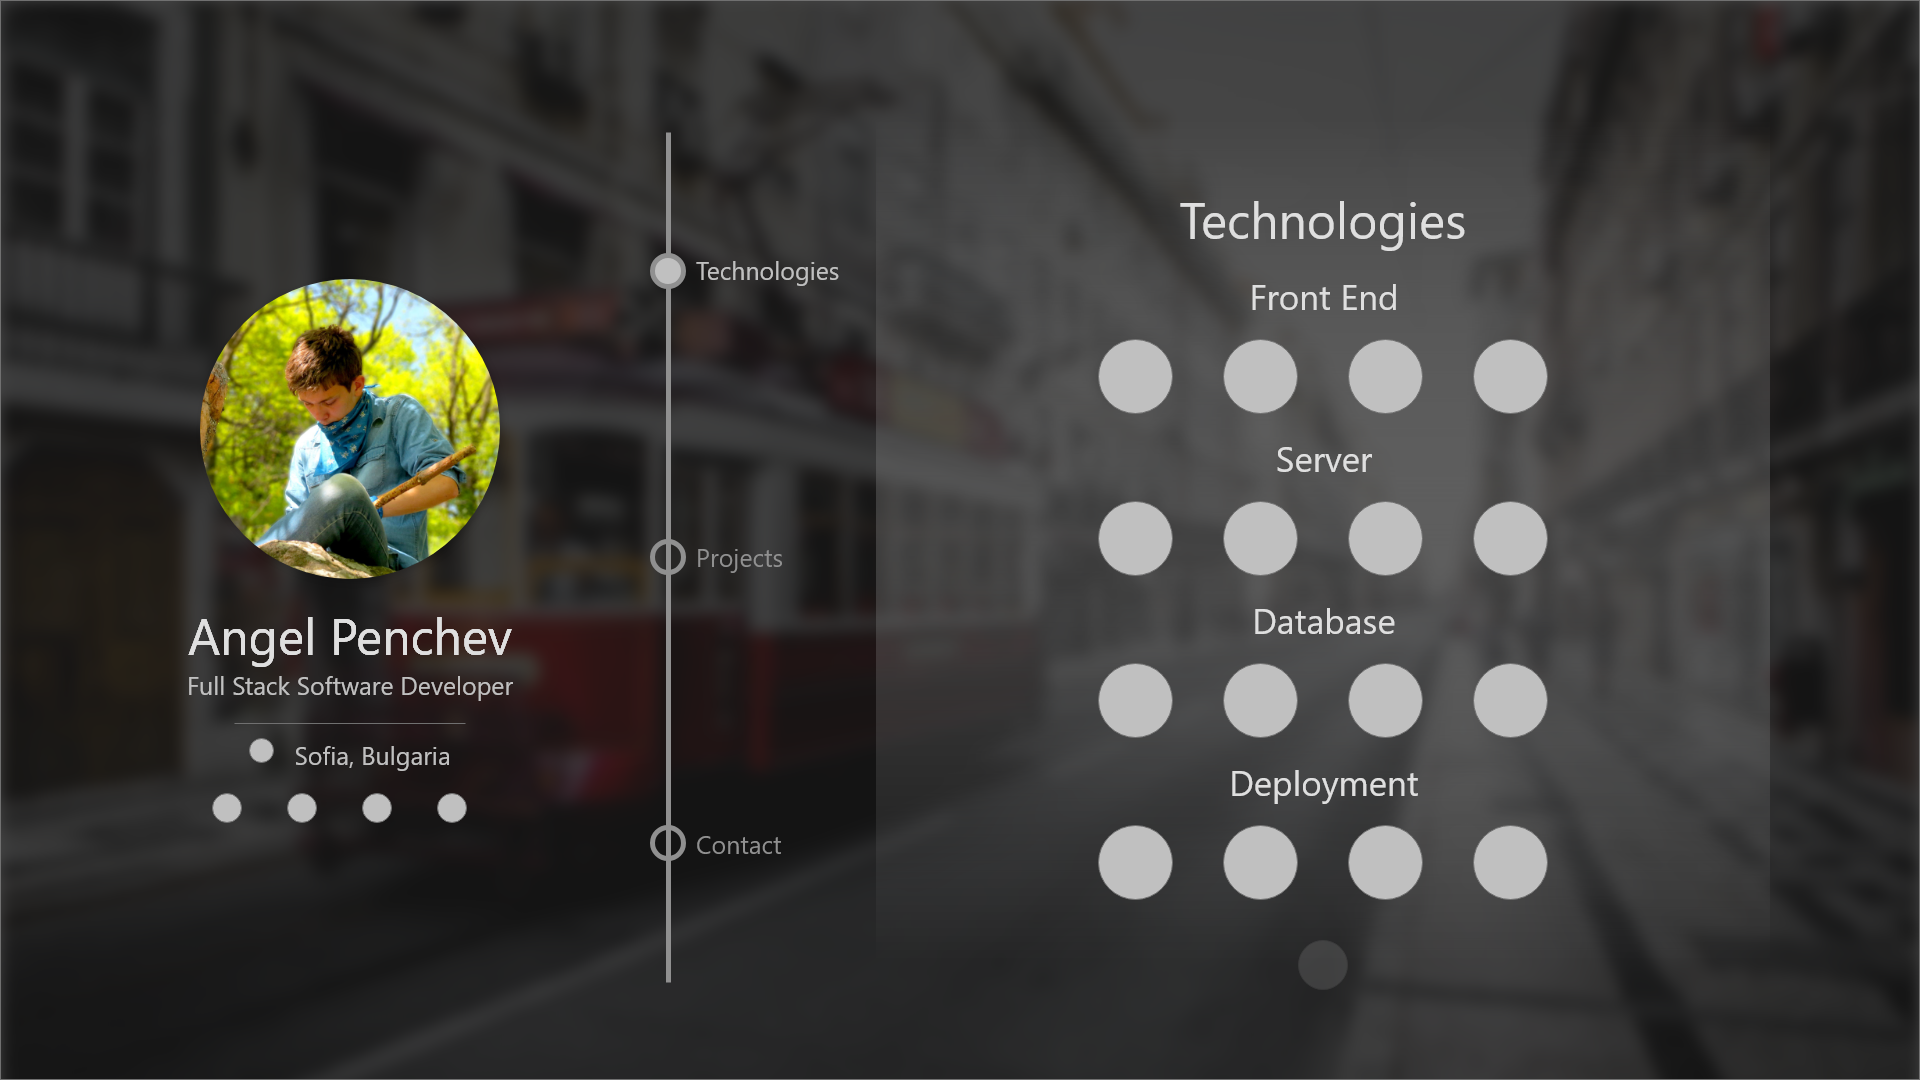 Angel Penchev
Full Stack Software Developer
Sofia, Bulgaria
Technologies
Projects
Contact
Technologies
Front End
Server
Database
Deployment